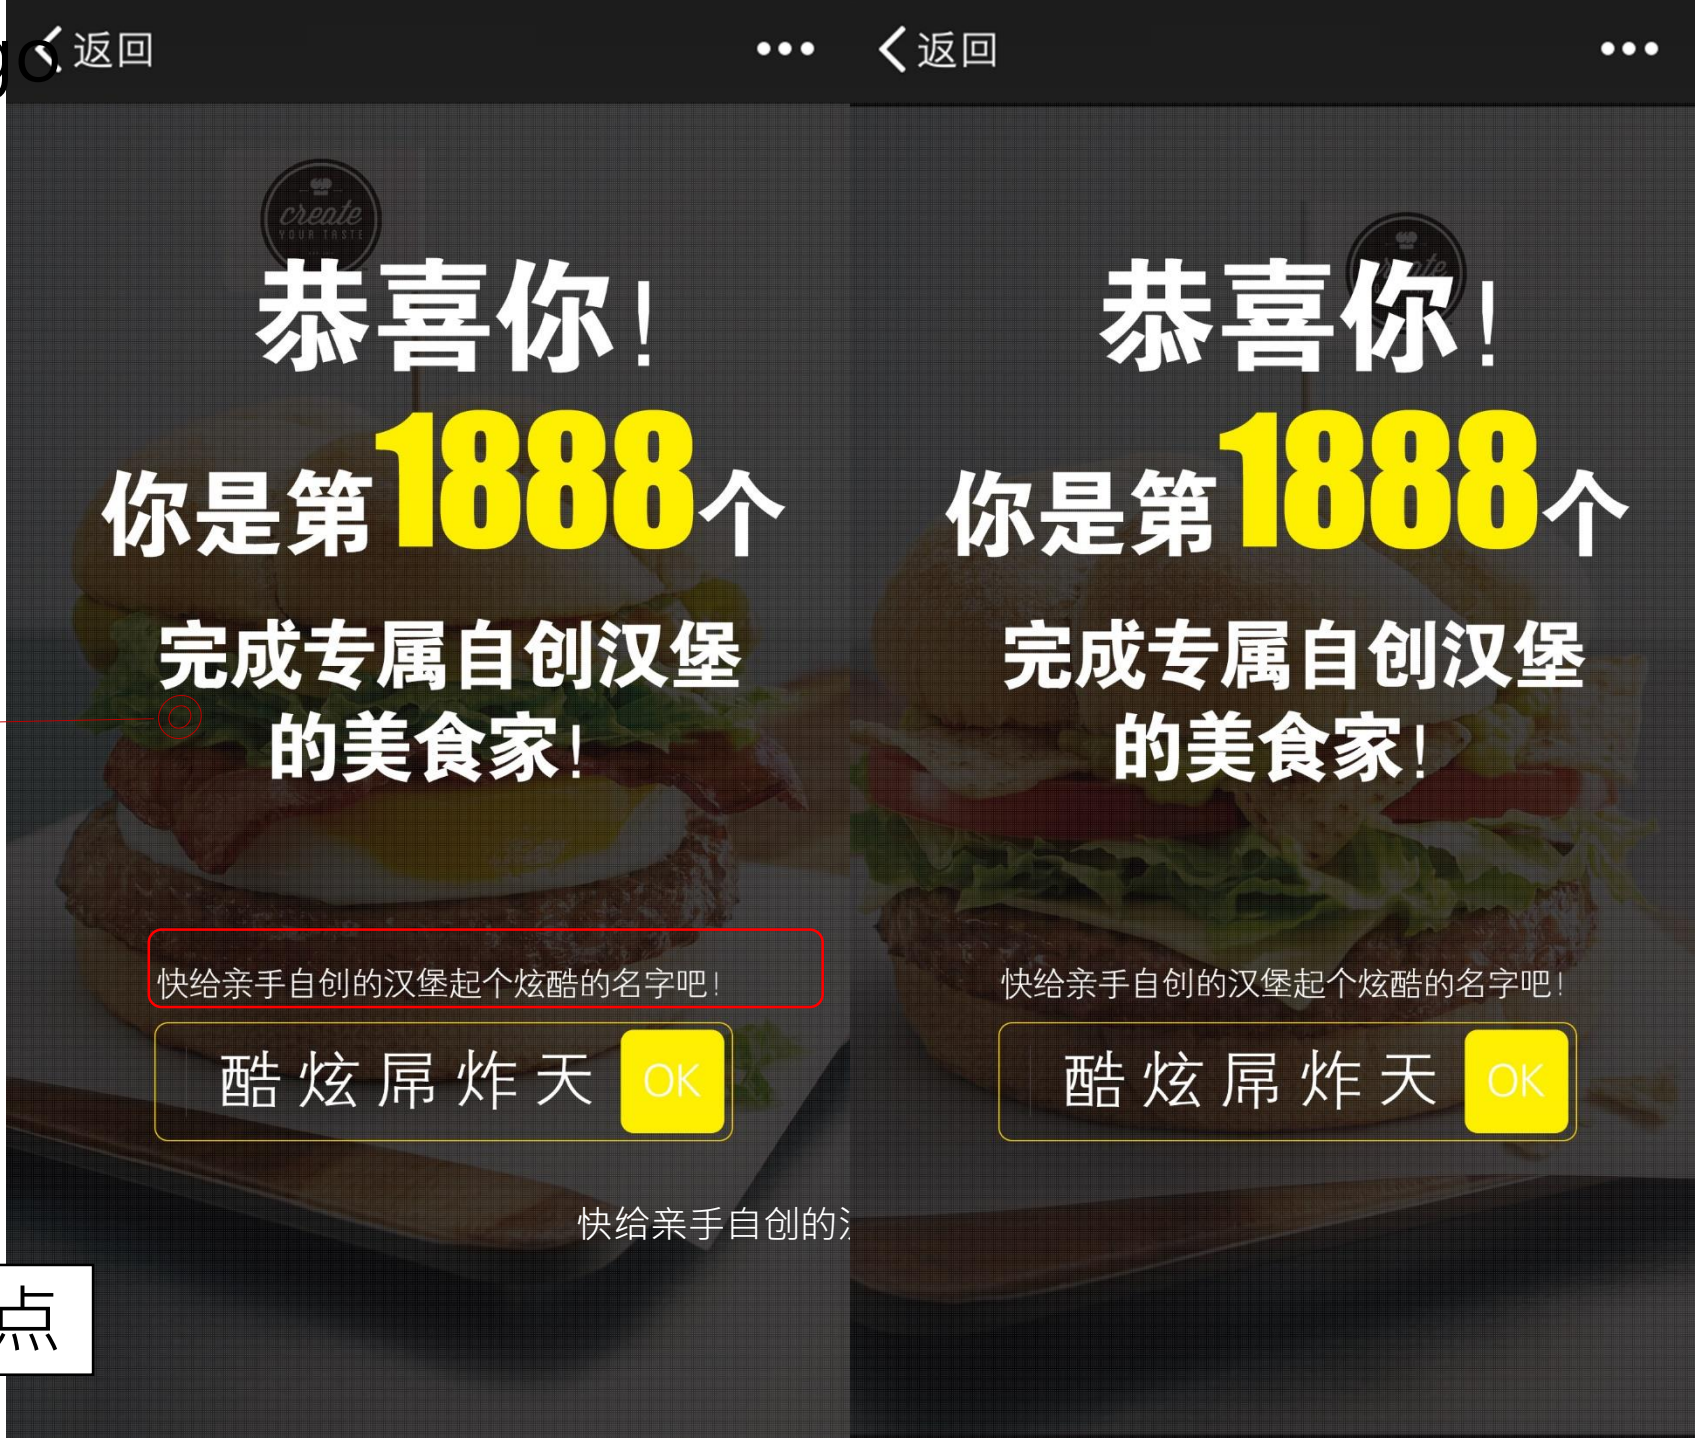 go
返回
create
YOUR TASTE
恭喜你！
你是第1888个
完成专属自创汉堡
的美食家！
快给亲手自创的汉堡起个炫酷的名字吧！
酷炫屌炸天 OK
快给亲手自创的
点
返回
create
恭喜你！
你是第1888个
完成专属自创汉堡
的美食家！
快给亲手自创的汉堡起个炫酷的名字吧！
酷炫屌炸天 OK